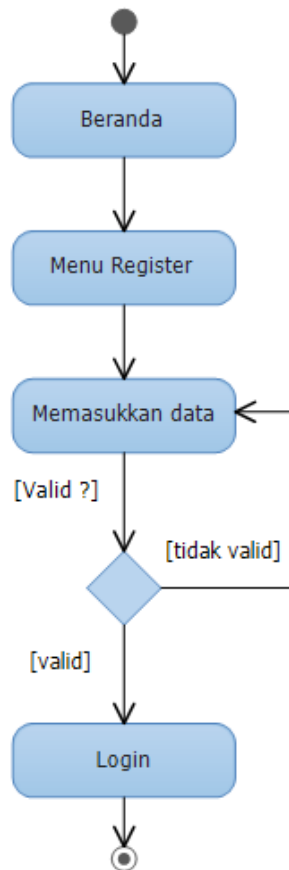 Beranda
Menu Register
Memasukkan data
[Valid ?]
[tidak valid]
[valid]
Login